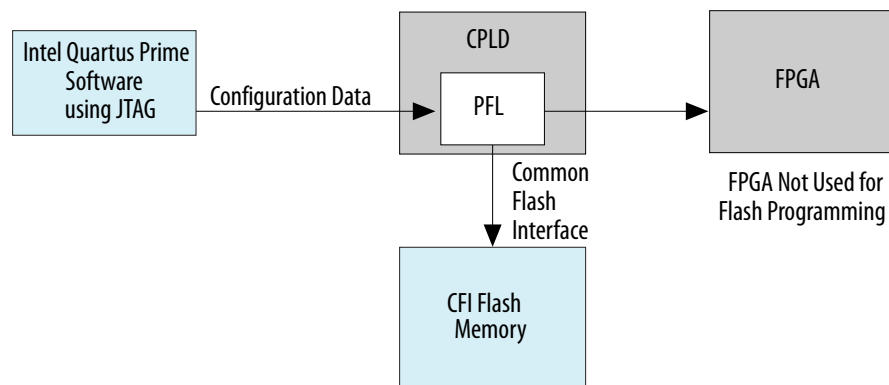 Intel Quartus Prime
Software
using JTAG
Configuration Data
CPLD
PFL
FPGA
FPGA Not Used for
Flash Programming
Common
Flash
Interface
CFI Flash
Memory